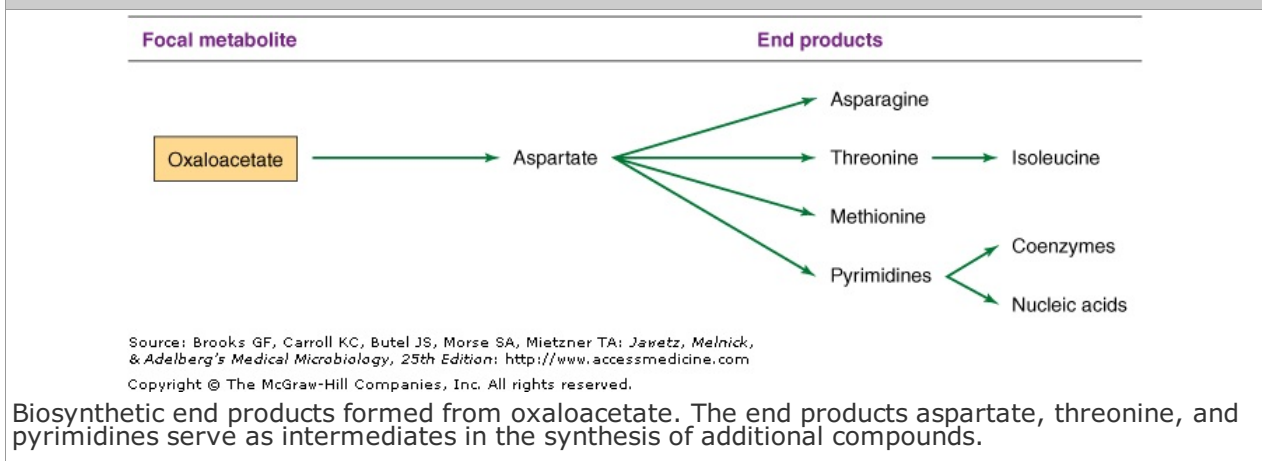 Focal metabolite End products
Asparagine
Oxaloacetate Aspartate Threonine Isoleucine
Methionine
Coenzymes
Pyrimidines
Nucleic acids
Source: Brooks GF, Carroll KC, Butel JS, Morse SA, Mietzner TA: Jawetz, Melnick,
& Adelberg's Medical Microbiology, 25th Edition: http://www.accessmedicine.com
Copyright © The McGraw-Hill Companies, Inc. All rights reserved.
Biosynthetic end products formed from oxaloacetate. The end products aspartate, threonine, and
pyrimidines serve as intermediates in the synthesis of additional compounds.